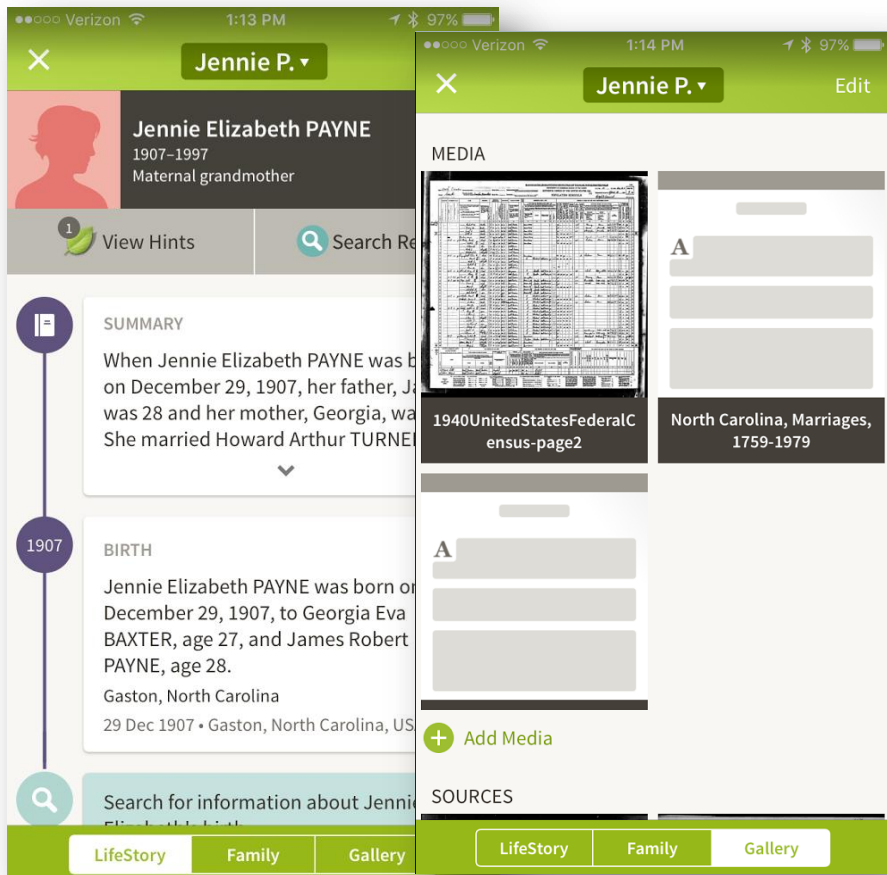 Verizon 1:13 PM 97%
Jennie P.
Jennie Elizabeth PAYNE
1907–1997
Maternal grandmother
1
View Hints
Search Re
SUMMARY
When Jennie Elizabeth PAYNE was b
on December 29, 1907, her father, Ja
was 28 and her mother, Georgia, wa
She married Howard Arthur TURNE
1907
BIRTH
Jennie Elizabeth PAYNE was born on
December 29, 1907, to Georgia Eva
BAXTER, age 27, and James Robert
PAYNE, age 28.
Gaston, North Carolina
29 Dec 1907 • Gaston, North Carolina, US
Search for information about Jennie
Elizabeth's birth
LifeStory Family Gallery
Verizon 1:14 PM 97%
Jennie P. Edit
MEDIA
A
1940UnitedStatesFederalC
ensus-page2
North Carolina, Marriages,
1759-1979
A
Add Media
SOURCES
LifeStory Family Gallery